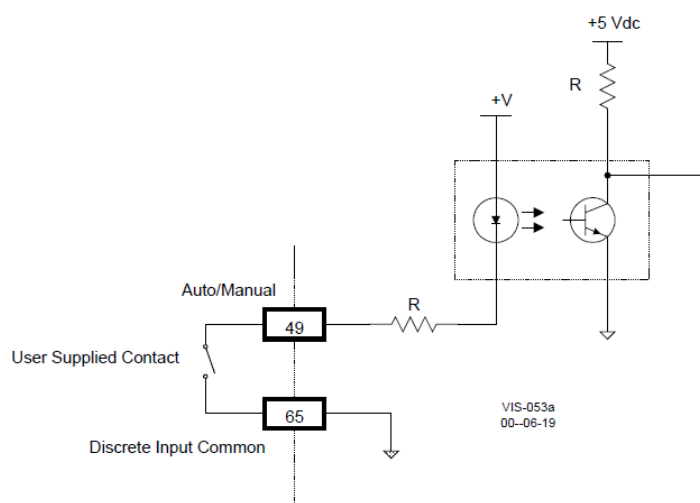 +5 Vdc
R
+V
Auto/Manual
R
49
User Supplied Contact
65
VIS-053a
00--06-19
Discrete Input Common